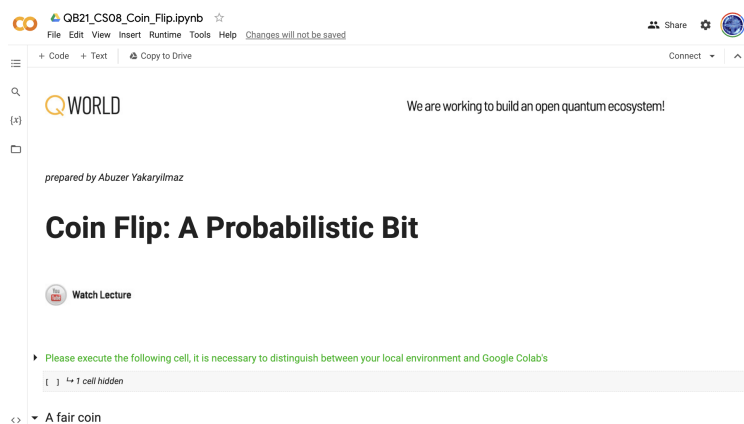 QB21_CS08_Coin_Flip.ipynb
Share
File Edit View Insert Runtime Tools Help Changes will not be saved
+ Code + Text Copy to Drive
Connect
QWORLD
We are working to build an open quantum ecosystem!
{x}
prepared by Abuzer Yakaryilmaz
Coin Flip: A Probabilistic Bit
You Tube Watch Lecture
Please execute the following cell, it is necessary to distinguish between your local environment and Google Colab's
[ ] ↳ 1 cell hidden
<> A fair coin